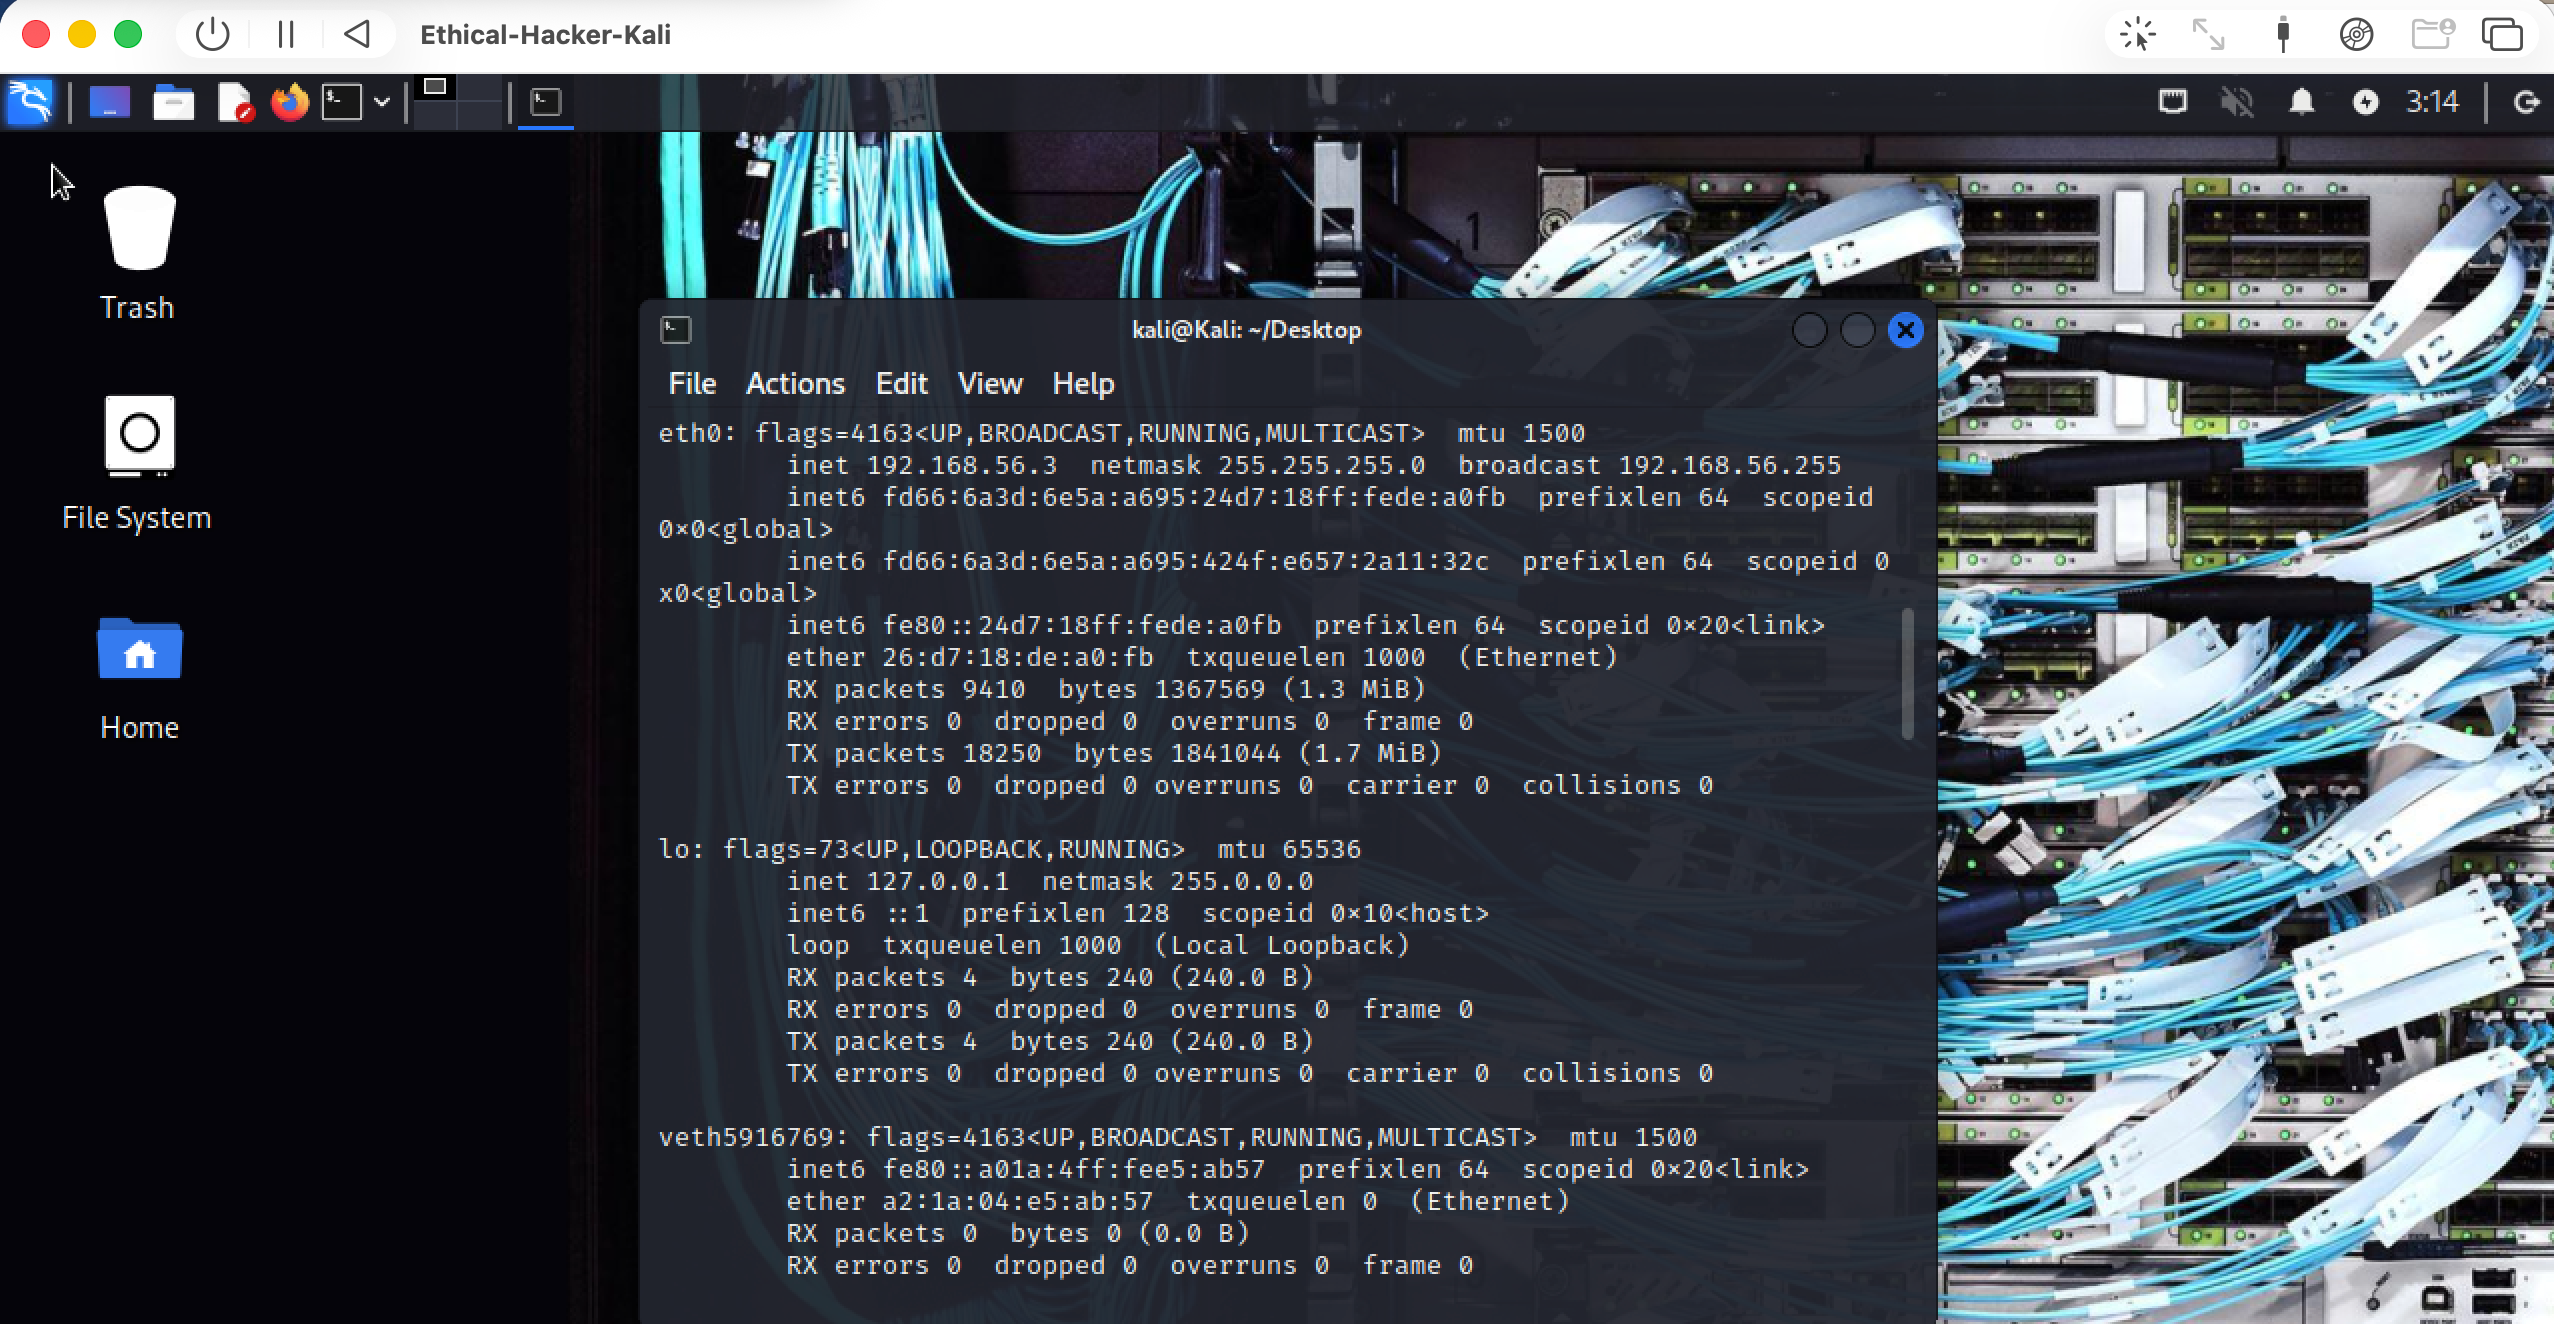 Ethical-Hacker-Kali
3:14
Trash
File System
Home
1
kali@Kali: ~/Desktop
File Actions Edit View Help
eth0: flags=4163<UP,BROADCAST,RUNNING,MULTICAST>  mtu 1500
        inet 192.168.56.3  netmask 255.255.255.0  broadcast 192.168.56.255
        inet6 fd66:6a3d:6e5a:a695:24d7:18ff:fede:a0fb  prefixlen 64  scopeid
0×0<global>
        inet6 fd66:6a3d:6e5a:a695:424f:e657:2a11:32c  prefixlen 64  scopeid 0
x0<global>
        inet6 fe80::24d7:18ff:fede:a0fb  prefixlen 64  scopeid 0×20<link>
        ether 26:d7:18:de:a0:fb  txqueuelen 1000  (Ethernet)
        RX packets 9410  bytes 1367569 (1.3 MiB)
        RX errors 0  dropped 0  overruns 0  frame 0
        TX packets 18250  bytes 1841044 (1.7 MiB)
        TX errors 0  dropped 0 overruns 0  carrier 0  collisions 0
lo: flags=73<UP,LOOPBACK,RUNNING>  mtu 65536
        inet 127.0.0.1  netmask 255.0.0.0
        inet6 ::1  prefixlen 128  scopeid 0×10<host>
        loop  txqueuelen 1000  (Local Loopback)
        RX packets 4  bytes 240 (240.0 B)
        RX errors 0  dropped 0  overruns 0  frame 0
        TX packets 4  bytes 240 (240.0 B)
        TX errors 0  dropped 0 overruns 0  carrier 0  collisions 0
veth5916769: flags=4163<UP,BROADCAST,RUNNING,MULTICAST>  mtu 1500
        inet6 fe80::a01a:4ff:fee5:ab57  prefixlen 64  scopeid 0×20<link>
        ether a2:1a:04:e5:ab:57  txqueuelen 0  (Ethernet)
        RX packets 0  bytes 0 (0.0 B)
        RX errors 0  dropped 0  overruns 0  frame 0